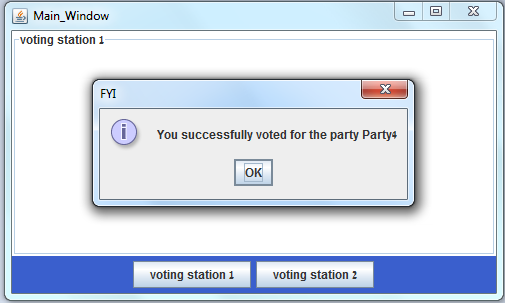 Main_Window
voting station 1
FYI
You successfully voted for the party Party4
OK
voting station 1
voting station 2